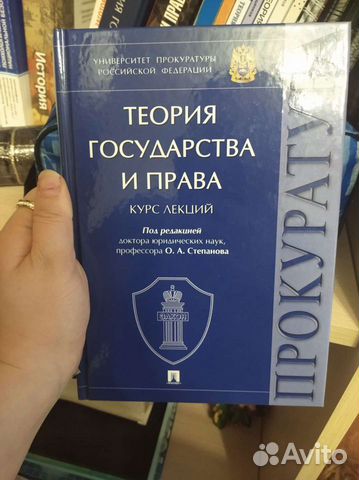 УНИВЕРСИТЕТ ПРОКУРАТУРЫ
РОССИЙСКОЙ ФЕДЕРАЦИИ
ТЕОРИЯ
ГОСУДАРСТВА
И ПРАВА
КУРС ЛЕКЦИЙ
Под редакцией
доктора юридических наук,
профессора О. А. Степанова
ЗАКОН
ПРОКУРАТУ
История
Avito